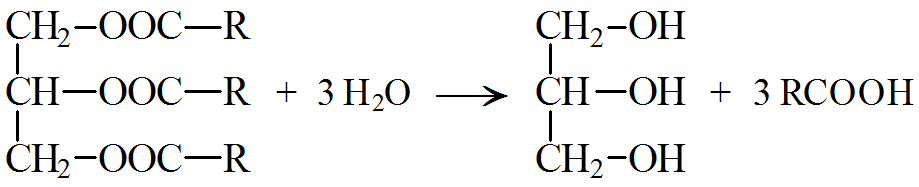 CH₂–OOC–R CH₂–OH
CH–OOC–R + 3 H₂O ⟶ CH–OH + 3 RCOOH
CH₂–OOC–R CH₂–OH